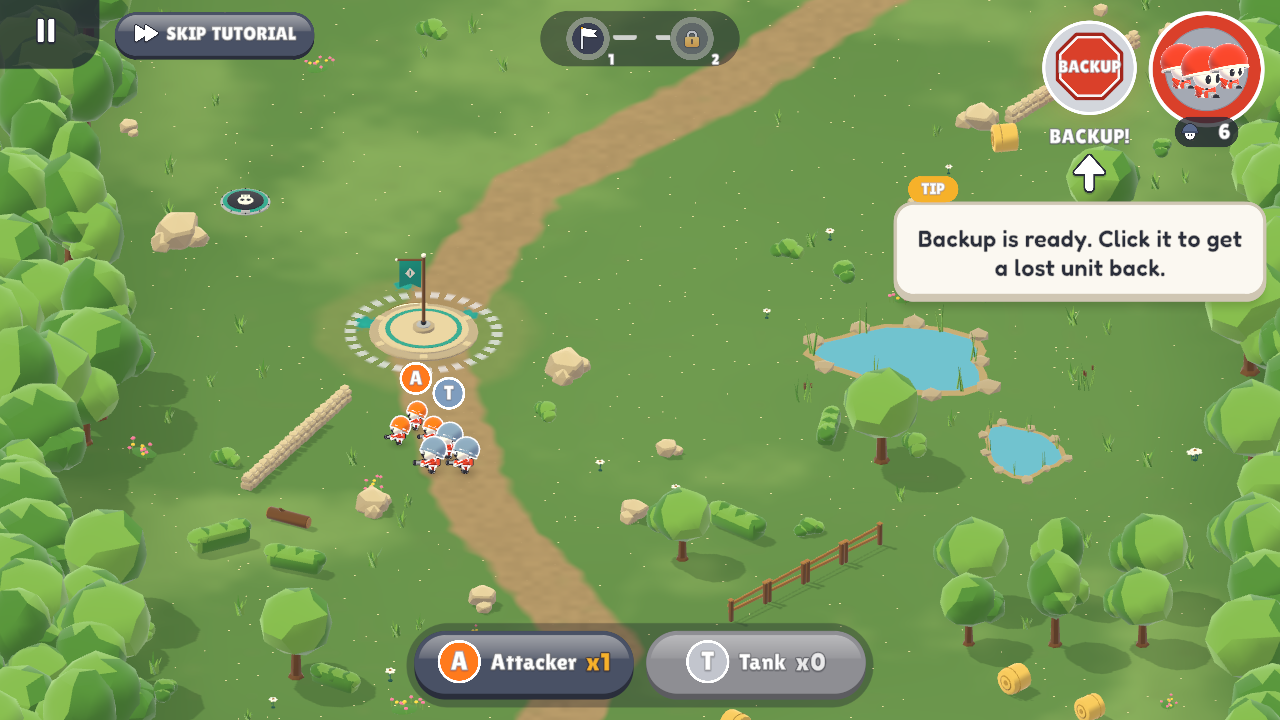 SKIP TUTORIAL
1
2
BACKUP
BACKUP!
6
TIP
Backup is ready. Click it to get
a lost unit back.
A
T
A Attacker x1
T Tank x0